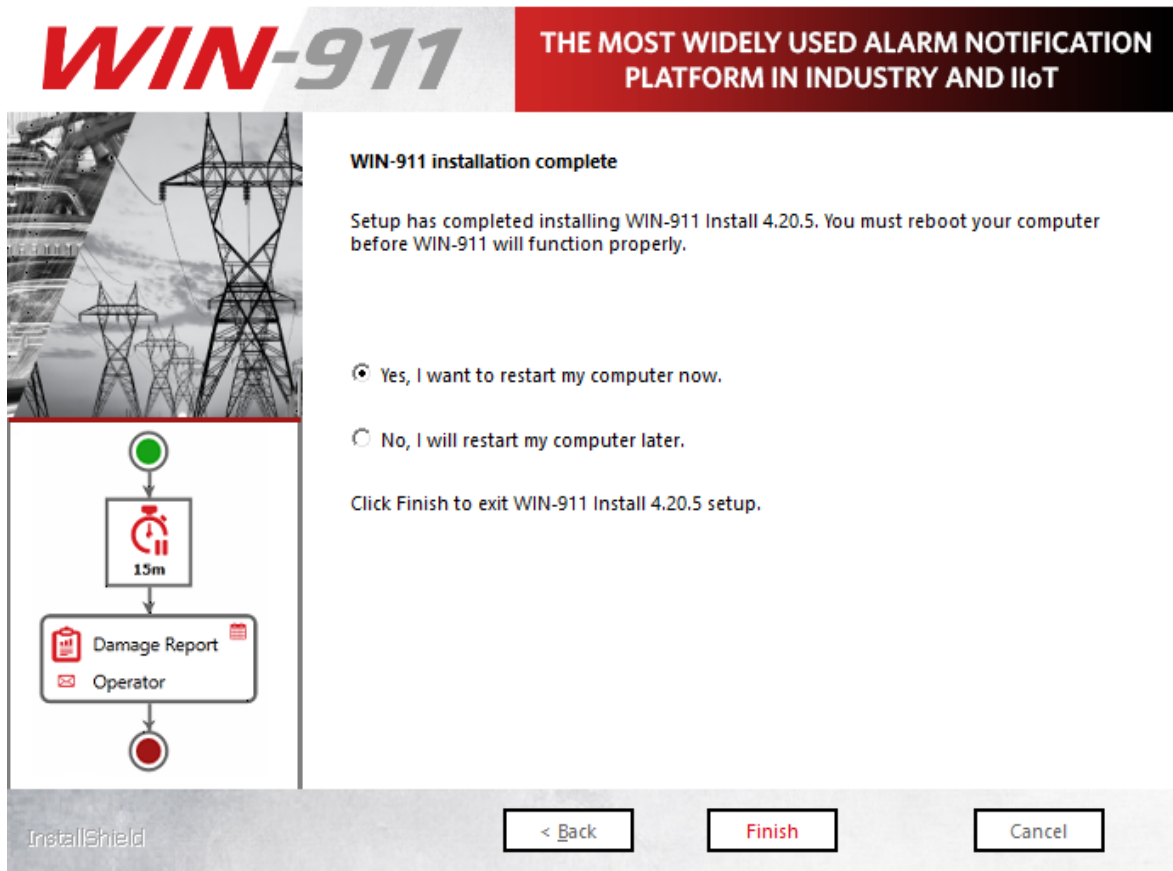 WIN-911
THE MOST WIDELY USED ALARM NOTIFICATION
PLATFORM IN INDUSTRY AND IIoT
WIN-911 installation complete
Setup has completed installing WIN-911 Install 4.20.5. You must reboot your computer
before WIN-911 will function properly.
Yes, I want to restart my computer now.
No, I will restart my computer later.
Click Finish to exit WIN-911 Install 4.20.5 setup.
15m
Damage Report
Operator
InstallShield
< Back
Finish
Cancel